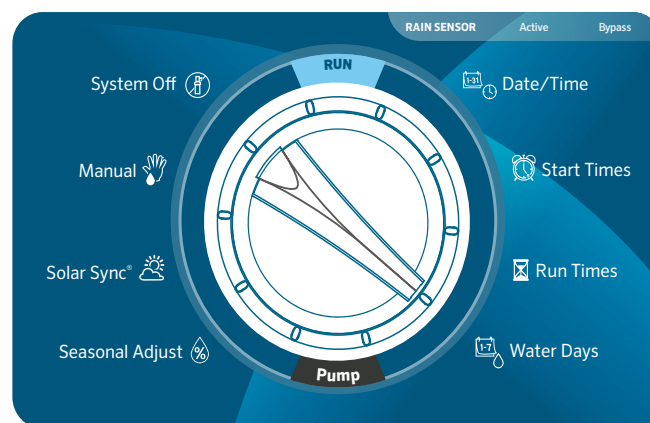 RAIN SENSOR Active Bypass
RUN
System Off
1-31 Date/Time
Manual
Start Times
Solar Sync®
Run Times
Seasonal Adjust %
1-7 Water Days
Pump